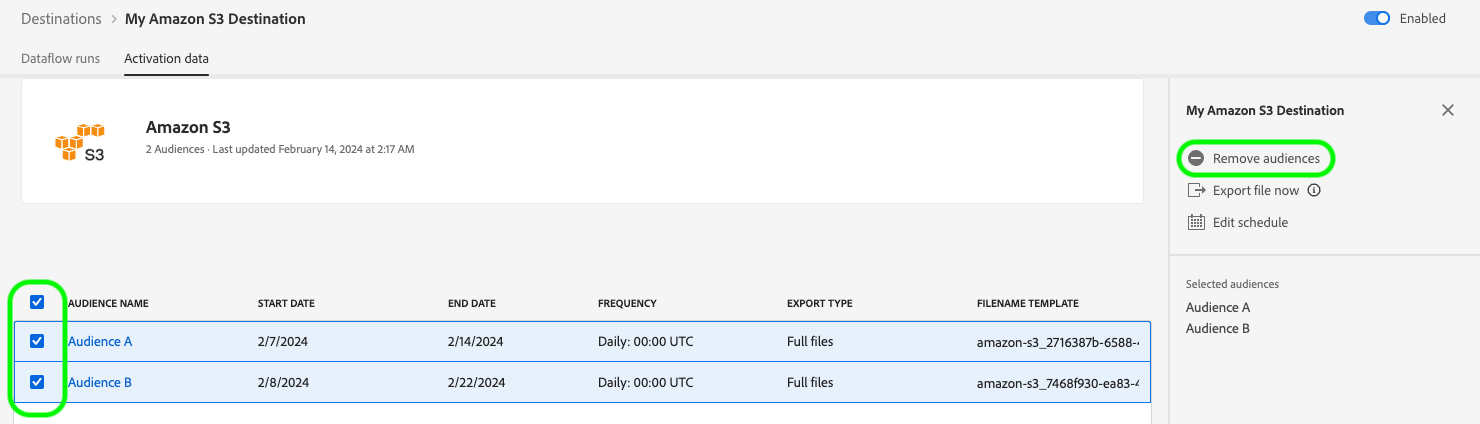 Destinations > My Amazon S3 Destination
Enabled
Dataflow runs Activation data
S3
Amazon S3
2 Audiences · Last updated February 14, 2024 at 2:17 AM
My Amazon S3 Destination
Remove audiences
Export file now
Edit schedule
Selected audiences
Audience A
Audience B
AUDIENCE NAME START DATE END DATE FREQUENCY EXPORT TYPE FILENAME TEMPLATE
Audience A 2/7/2024 2/14/2024 Daily: 00:00 UTC Full files amazon-s3_2716387b-6588-
Audience B 2/8/2024 2/22/2024 Daily: 00:00 UTC Full files amazon-s3_7468f930-ea83-